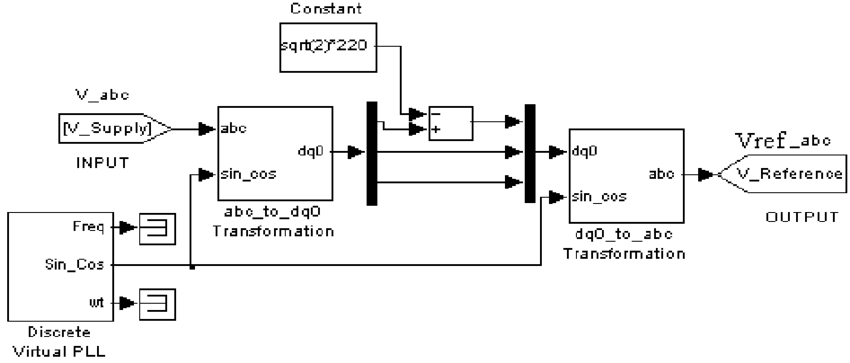 Constant
sqrt(2)*220
V_abc
[V_Supply]
INPUT
abc
sin_cos
dq0
abc_to_dq0
Transformation
−
+
dq0
sin_cos
abc
dq0_to_abc
Transformation
Vref_abc
V_Reference
OUTPUT
Freq
Sin_Cos
wt
Discrete
Virtual PLL